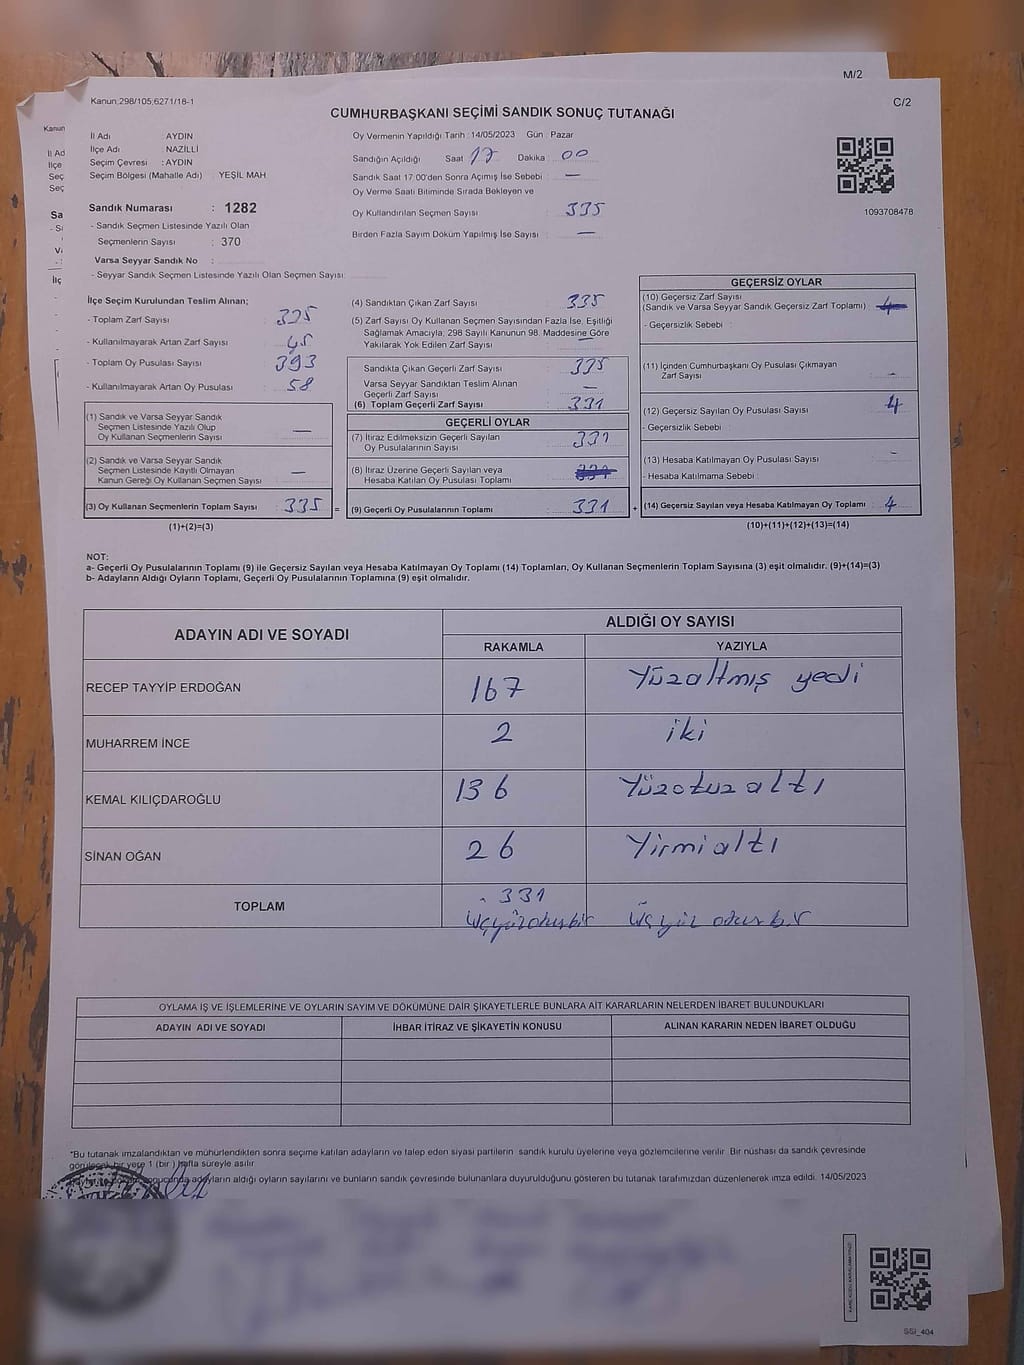 M/2
Kanun;298/105;6271/18-1
C/2
CUMHURBAŞKANI SEÇİMİ SANDIK SONUÇ TUTANAĞI
İl Adı : AYDIN
İlçe Adı : NAZİLLİ
Seçim Çevresi : AYDIN
Seçim Bölgesi (Mahalle Adı) : YEŞİL MAH
Oy Vermenin Yapıldığı Tarih : 14/05/2023 Gün : Pazar
Sandığın Açıldığı Saat 17 Dakika : 00
Sandık Saat 17:00'den Sonra Açımış İse Sebebi : —
Oy Verme Saati Bitiminde Sırada Bekleyen ve
Oy Kullandırılan Seçmen Sayısı : 335
Birden Fazla Sayım Döküm Yapılmış İse Sayısı : —
1093708478
Sandık Numarası : 1282
- Sandık Seçmen Listesinde Yazılı Olan
Seçmenlerin Sayısı : 370
Varsa Seyyar Sandık No :
- Seyyar Sandık Seçmen Listesinde Yazılı Olan Seçmen Sayısı:
İlçe Seçim Kurulundan Teslim Alınan;
- Toplam Zarf Sayısı :
- Kullanılmayarak Artan Zarf Sayısı : 45
- Toplam Oy Pusulası Sayısı : 393
- Kullanılmayarak Artan Oy Pusulası : 58
(1) Sandık ve Varsa Seyyar Sandık
Seçmen Listesinde Yazılı Olup
Oy Kullanan Seçmenlerin Sayısı : —
(2) Sandık ve Varsa Seyyar Sandık
Seçmen Listesinde Kayıtlı Olmayan
Kanun Gereği Oy Kullanan Seçmen Sayısı : —
(3) Oy Kullanan Seçmenlerin Toplam Sayısı : 335 =
(1)+(2)=(3)
(4) Sandıktan Çıkan Zarf Sayısı : 335
(5) Zarf Sayısı Oy Kullanan Seçmen Sayısından Fazla İse, Eşitliği
Sağlamak Amacıyla, 298 Sayılı Kanunun 98. Maddesine Göre
Yakılarak Yok Edilen Zarf Sayısı : —
Sandıkta Çıkan Geçerli Zarf Sayısı : 335
Varsa Seyyar Sandıktan Teslim Alınan
Geçerli Zarf Sayısı : —
(6) Toplam Geçerli Zarf Sayısı : 331
GEÇERLİ OYLAR
(7) İtiraz Edilmeksizin Geçerli Sayılan
Oy Pusulalarının Sayısı : 331
(8) İtiraz Üzerine Geçerli Sayılan veya
Hesaba Katılan Oy Pusulası Toplamı :
(9) Geçerli Oy Pusulalarının Toplamı : 331 +
GEÇERSİZ OYLAR
(10) Geçersiz Zarf Sayısı
(Sandık ve Varsa Seyyar Sandık Geçersiz Zarf Toplamı) :
- Geçersizlik Sebebi :
(11) İçinden Cumhurbaşkanı Oy Pusulası Çıkmayan
Zarf Sayısı : -
(12) Geçersiz Sayılan Oy Pusulası Sayısı : 4
- Geçersizlik Sebebi :
(13) Hesaba Katılmayan Oy Pusulası Sayısı : -
- Hesaba Katılmama Sebebi :
(14) Geçersiz Sayılan veya Hesaba Katılmayan Oy Toplamı : 4
(10)+(11)+(12)+(13)=(14)
NOT:
a- Geçerli Oy Pusulalarının Toplamı (9) ile Geçersiz Sayılan veya Hesaba Katılmayan Oy Toplamı (14) Toplamları, Oy Kullanan Seçmenlerin Toplam Sayısına (3) eşit olmalıdır. (9)+(14)=(3)
b- Adayların Aldığı Oyların Toplamı, Geçerli Oy Pusulalarının Toplamına (9) eşit olmalıdır.
ADAYIN ADI VE SOYADI
ALDIĞI OY SAYISI
RAKAMLA YAZIYLA
RECEP TAYYİP ERDOĞAN 167 Yüzaltmış yedi
MUHARREM İNCE 2 iki
KEMAL KILIÇDAROĞLU 136 Yüzotuzaltı
SİNAN OĞAN 26 Yirmialtı
TOPLAM 331
Üçyüzotuzbir Üçyüz otuz bir
OYLAMA İŞ VE İŞLEMLERİNE VE OYLARIN SAYIM VE DÖKÜMÜNE DAİR ŞİKAYETLERLE BUNLARA AİT KARARLARIN NELERDEN İBARET BULUNDUKLARI
ADAYIN ADI VE SOYADI İHBAR İTİRAZ VE ŞİKAYETİN KONUSU ALINAN KARARIN NEDEN İBARET OLDUĞU
*Bu tutanak imzalandıktan ve mühürlendikten sonra seçime katılan adayların ve talep eden siyasi partilerin sandık kurulu üyelerine veya gözlemcilerine verilir. Bir nüshası da sandık çevresinde
görülecek bir yere 1 (bir) hafta süreyle asılır
adayların aldığı oyların sayılarını ve bunların sandık çevresinde bulunanlara duyurulduğunu gösteren bu tutanak tarafımızdan düzenlenerek imza edildi. 14/05/2023
SSI_404